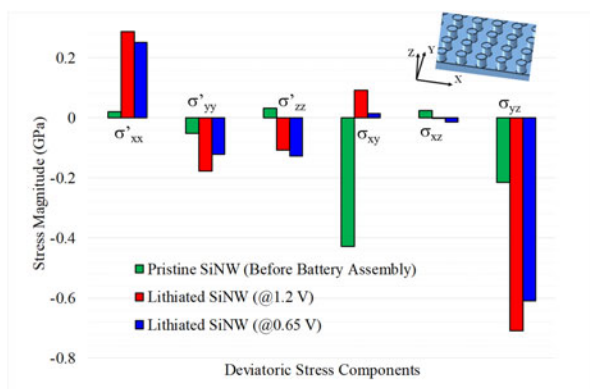 Z
Y
X
0.2
0
-0.2
-0.4
-0.6
-0.8
Stress Magnitude (GPa)
σ'xx
σ'yy
σ'zz
σxy
σxz
σyz
Pristine SiNW (Before Battery Assembly)
Lithiated SiNW (@1.2 V)
Lithiated SiNW (@0.65 V)
Deviatoric Stress Components